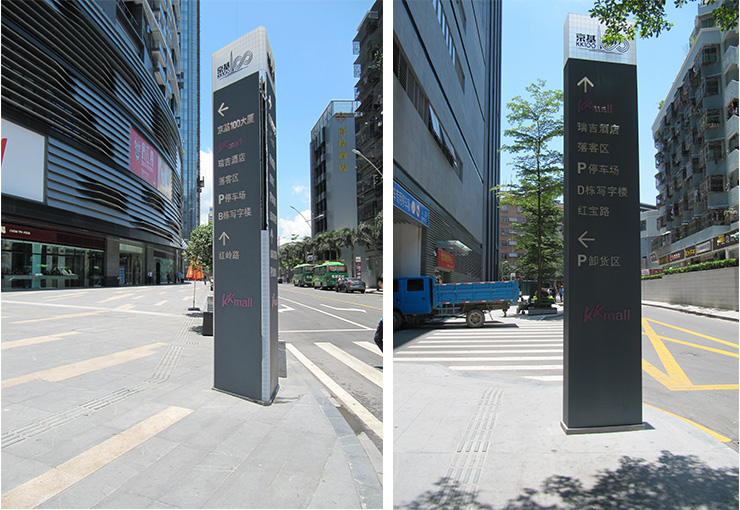 京基
KK100
100
←
京基100大厦
KKmall
瑞吉酒店
落客区
P停车场
B栋写字楼
↑
红岭路
KKmall
京基
KK100
100
↑
KKmall
瑞吉酒店
落客区
P停车场
D栋写字楼
红宝路
←
P卸货区
KKmall